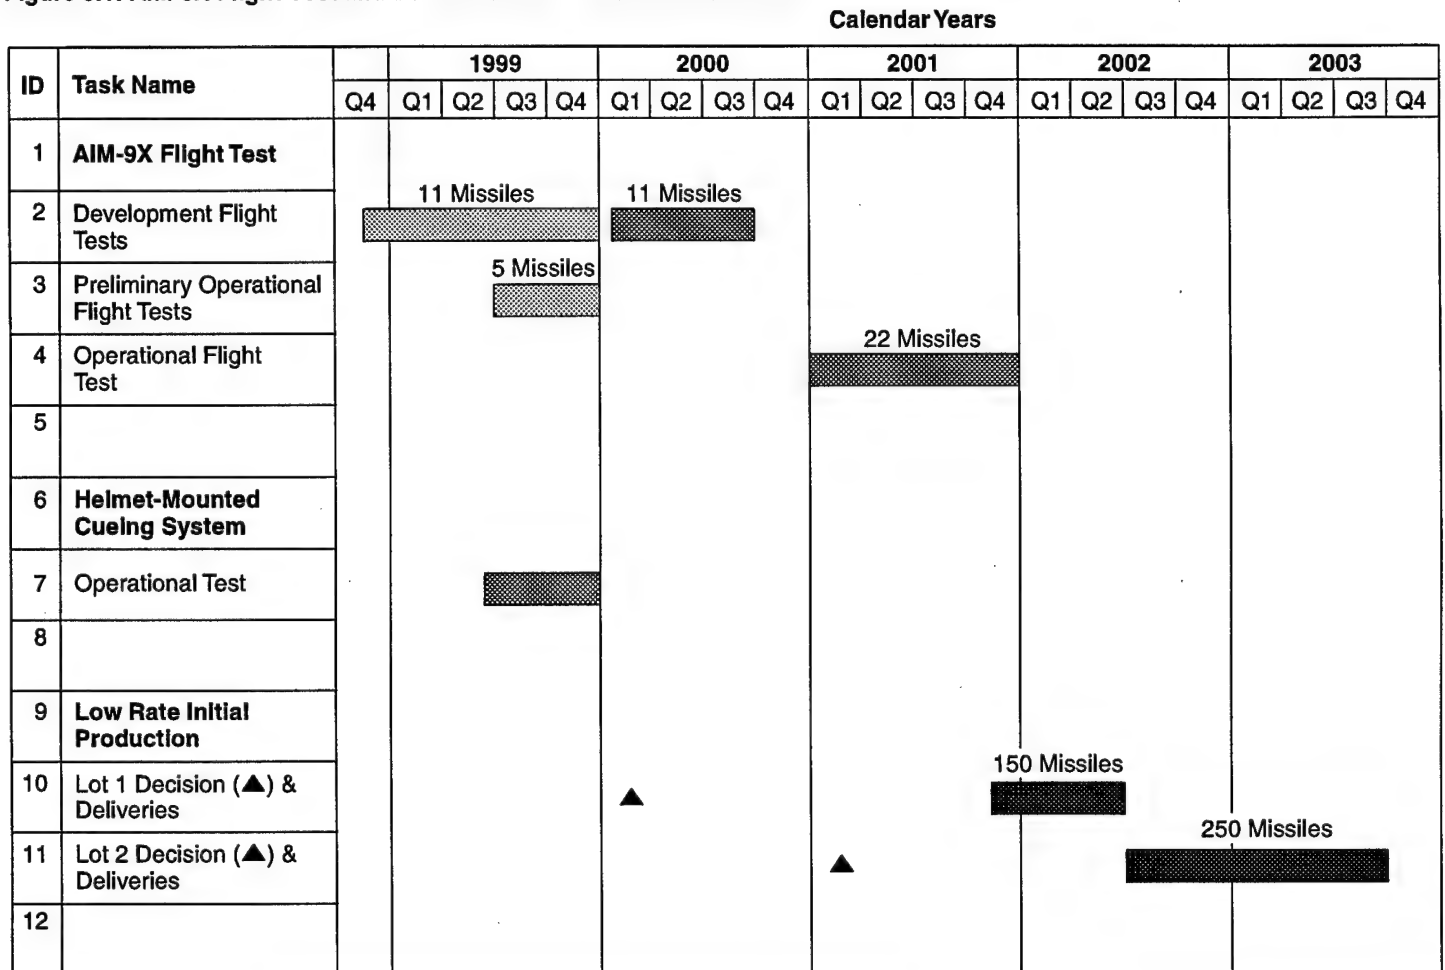 Calendar Years
ID Task Name 1999 2000 2001 2002 2003
Q4 Q1 Q2 Q3 Q4 Q1 Q2 Q3 Q4 Q1 Q2 Q3 Q4 Q1 Q2 Q3 Q4 Q1 Q2 Q3 Q4
1 AIM-9X Flight Test
11 Missiles 11 Missiles
2 Development Flight
Tests
5 Missiles
3 Preliminary Operational
Flight Tests
22 Missiles
4 Operational Flight
Test
5
6 Helmet-Mounted
Cueing System
7 Operational Test
8
9 Low Rate Initial
Production
150 Missiles
10 Lot 1 Decision (▲) &
Deliveries
250 Missiles
11 Lot 2 Decision (▲) &
Deliveries
12